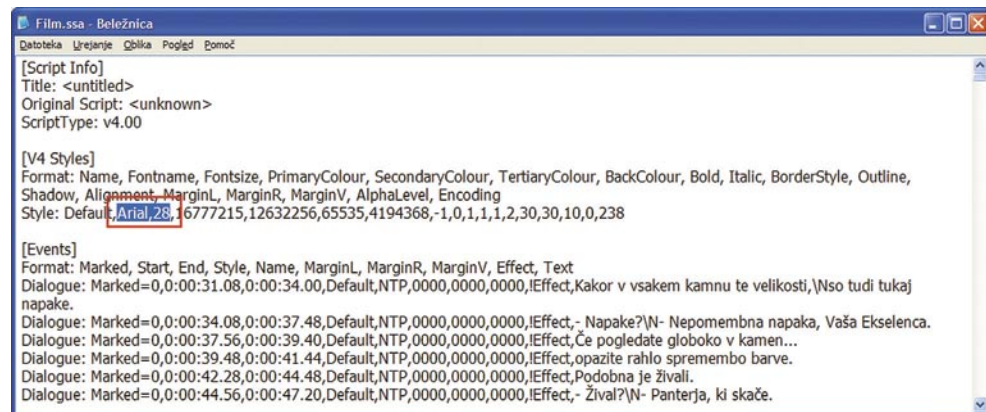 Film.ssa - Beležnica
Datoteka Urejanje Oblika Pogled Pomoč
[Script Info]
Title: <untitled>
Original Script: <unknown>
ScriptType: v4.00
[V4 Styles]
Format: Name, Fontname, Fontsize, PrimaryColour, SecondaryColour, TertiaryColour, BackColour, Bold, Italic, BorderStyle, Outline,
Shadow, Alignment, MarginL, MarginR, MarginV, AlphaLevel, Encoding
Style: Default,Arial,28,16777215,12632256,65535,4194368,-1,0,1,1,1,2,30,30,10,0,238
[Events]
Format: Marked, Start, End, Style, Name, MarginL, MarginR, MarginV, Effect, Text
Dialogue: Marked=0,0:00:31.08,0:00:34.00,Default,NTP,0000,0000,0000,!Effect,Kakor v vsakem kamnu te velikosti,\Nso tudi tukaj
napake.
Dialogue: Marked=0,0:00:34.08,0:00:37.48,Default,NTP,0000,0000,0000,!Effect,- Napake?\N- Nepomembna napaka, Vaša Ekselenca.
Dialogue: Marked=0,0:00:37.56,0:00:39.40,Default,NTP,0000,0000,0000,!Effect,Če pogledate globoko v kamen...
Dialogue: Marked=0,0:00:39.48,0:00:41.44,Default,NTP,0000,0000,0000,!Effect,opazite rahlo spremembo barve.
Dialogue: Marked=0,0:00:42.28,0:00:44.48,Default,NTP,0000,0000,0000,!Effect,Podobna je živali.
Dialogue: Marked=0,0:00:44.56,0:00:47.20,Default,NTP,0000,0000,0000,!Effect,- Žival?\N- Panterja, ki skače.